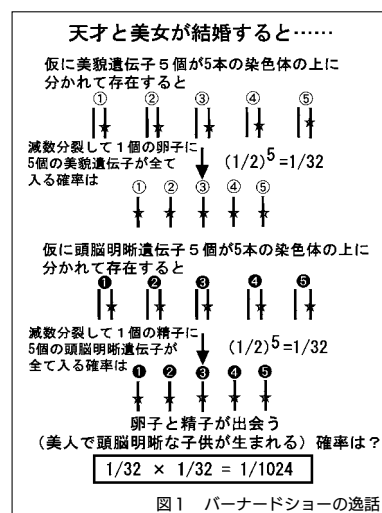 天才と美女が結婚すると……
仮に美貌遺伝子５個が5本の染色体の上に
分かれて存在すると
① ② ③ ④ ⑤
減数分裂して１個の卵子に
5個の美貌遺伝子が全て
入る確率は
(1/2)⁵=1/32
① ② ③ ④ ⑤
仮に頭脳明晰遺伝子５個が5本の染色体の上に
分かれて存在すると
❶ ❷ ❸ ❹ ❺
減数分裂して１個の精子に
5個の頭脳明晰遺伝子が
全て入る確率は
(1/2)⁵=1/32
❶ ❷ ❸ ❹ ❺
卵子と精子が出会う
（美人で頭脳明晰な子供が生まれる）確率は？
1/32 × 1/32 = 1/1024
図１　バーナードショーの逸話